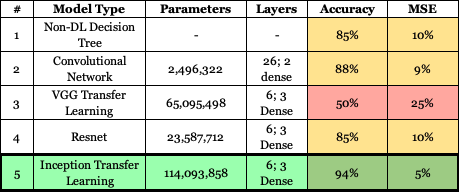 # Model Type Parameters Layers Accuracy MSE
1 Non-DL Decision Tree - - 85% 10%
2 Convolutional Network 2,496,322 26; 2 dense 88% 9%
3 VGG Transfer Learning 65,095,498 6; 3 Dense 50% 25%
4 Resnet 23,587,712 6; 3 Dense 85% 10%
5 Inception Transfer Learning 114,093,858 6; 3 Dense 94% 5%